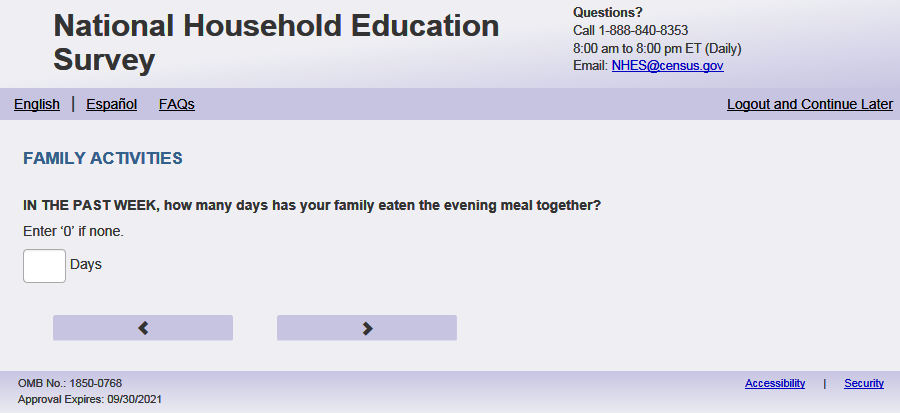 National Household Education
Survey
Questions?
Call 1-888-840-8353
8:00 am to 8:00 pm ET (Daily)
Email: NHES@census.gov
English | Español FAQs Logout and Continue Later
FAMILY ACTIVITIES
IN THE PAST WEEK, how many days has your family eaten the evening meal together?
Enter ‘0’ if none.
Days
OMB No.: 1850-0768
Approval Expires: 09/30/2021
Accessibility | Security